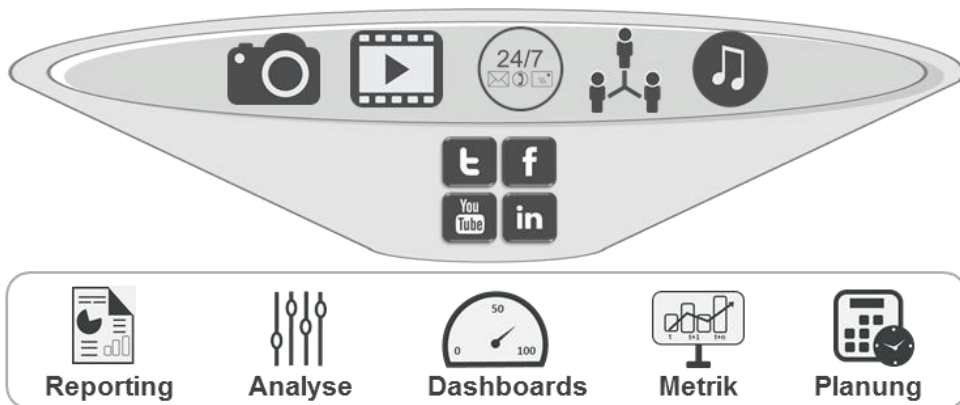 24/7
t f
You
Tube in
50
0 100
t t+1 t+n
Reporting Analyse Dashboards Metrik Planung